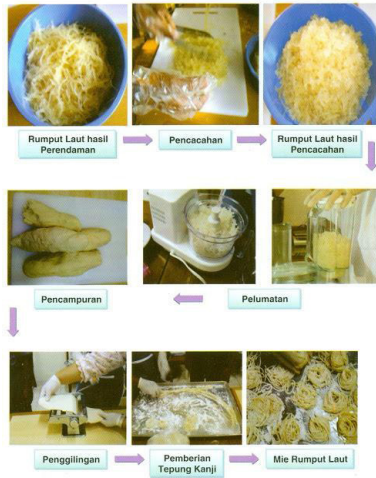 Rumput Laut hasil
Perendaman
Pencacahan
Rumput Laut hasil
Pencacahan
Pelumatan
Pencampuran
Penggilingan
Pemberian
Tepung Kanji
Mie Rumput Laut